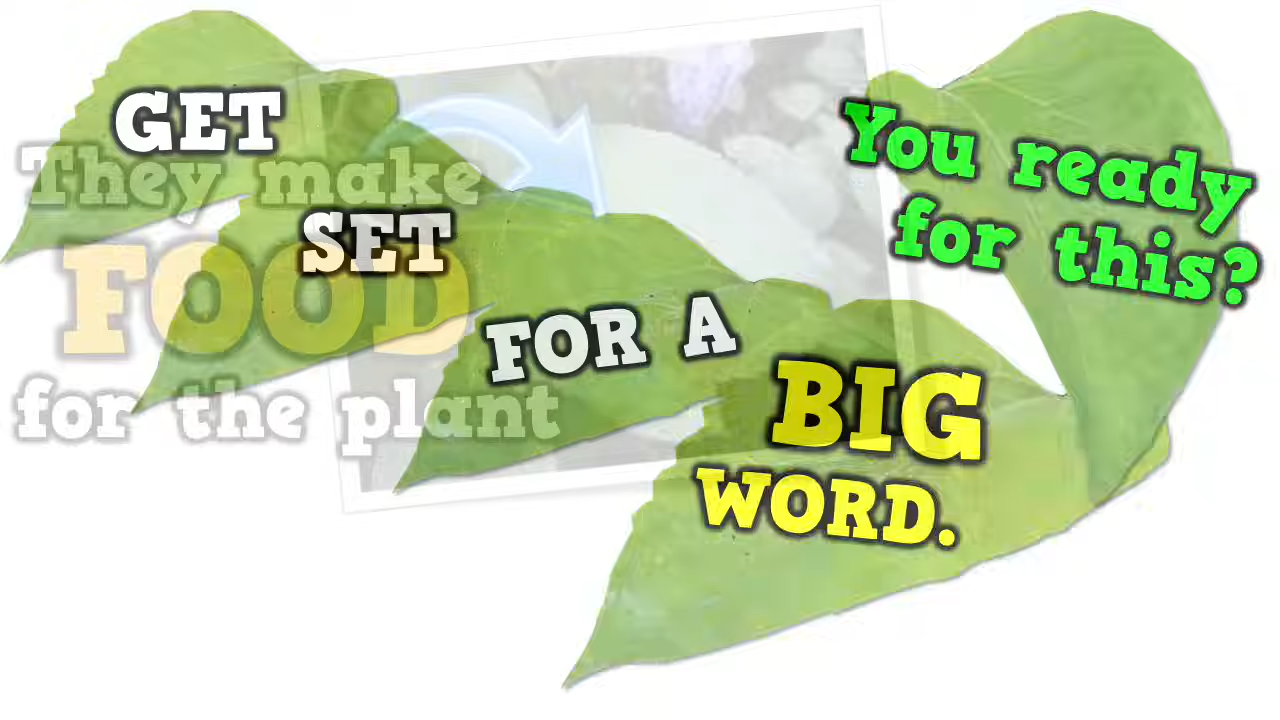 GET
They make
SET
FOOD
for the plant
FOR A
BIG
WORD.
You ready
for this?